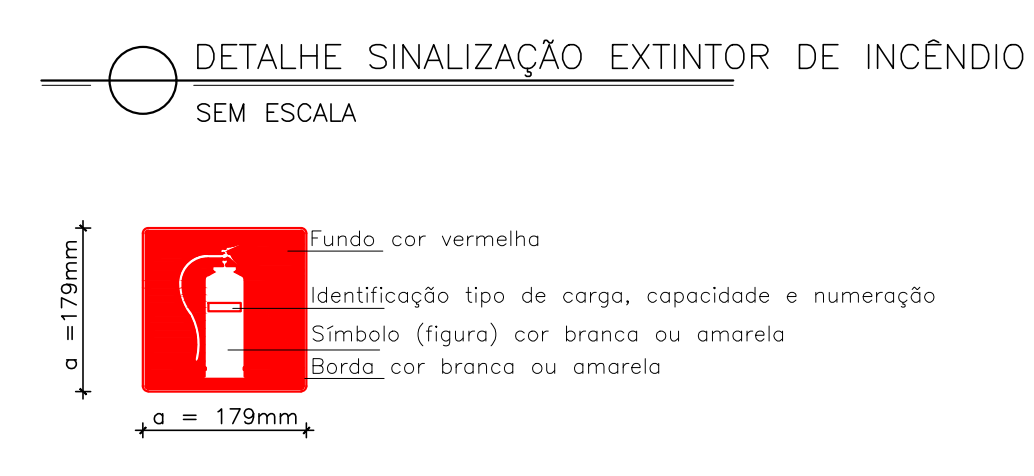 DETALHE SINALIZAÇÃO EXTINTOR DE INCÊNDIO
SEM ESCALA
a =179mm
Fundo cor vermelha
Identificação tipo de carga, capacidade e numeração
Símbolo (figura) cor branca ou amarela
Borda cor branca ou amarela
a = 179mm